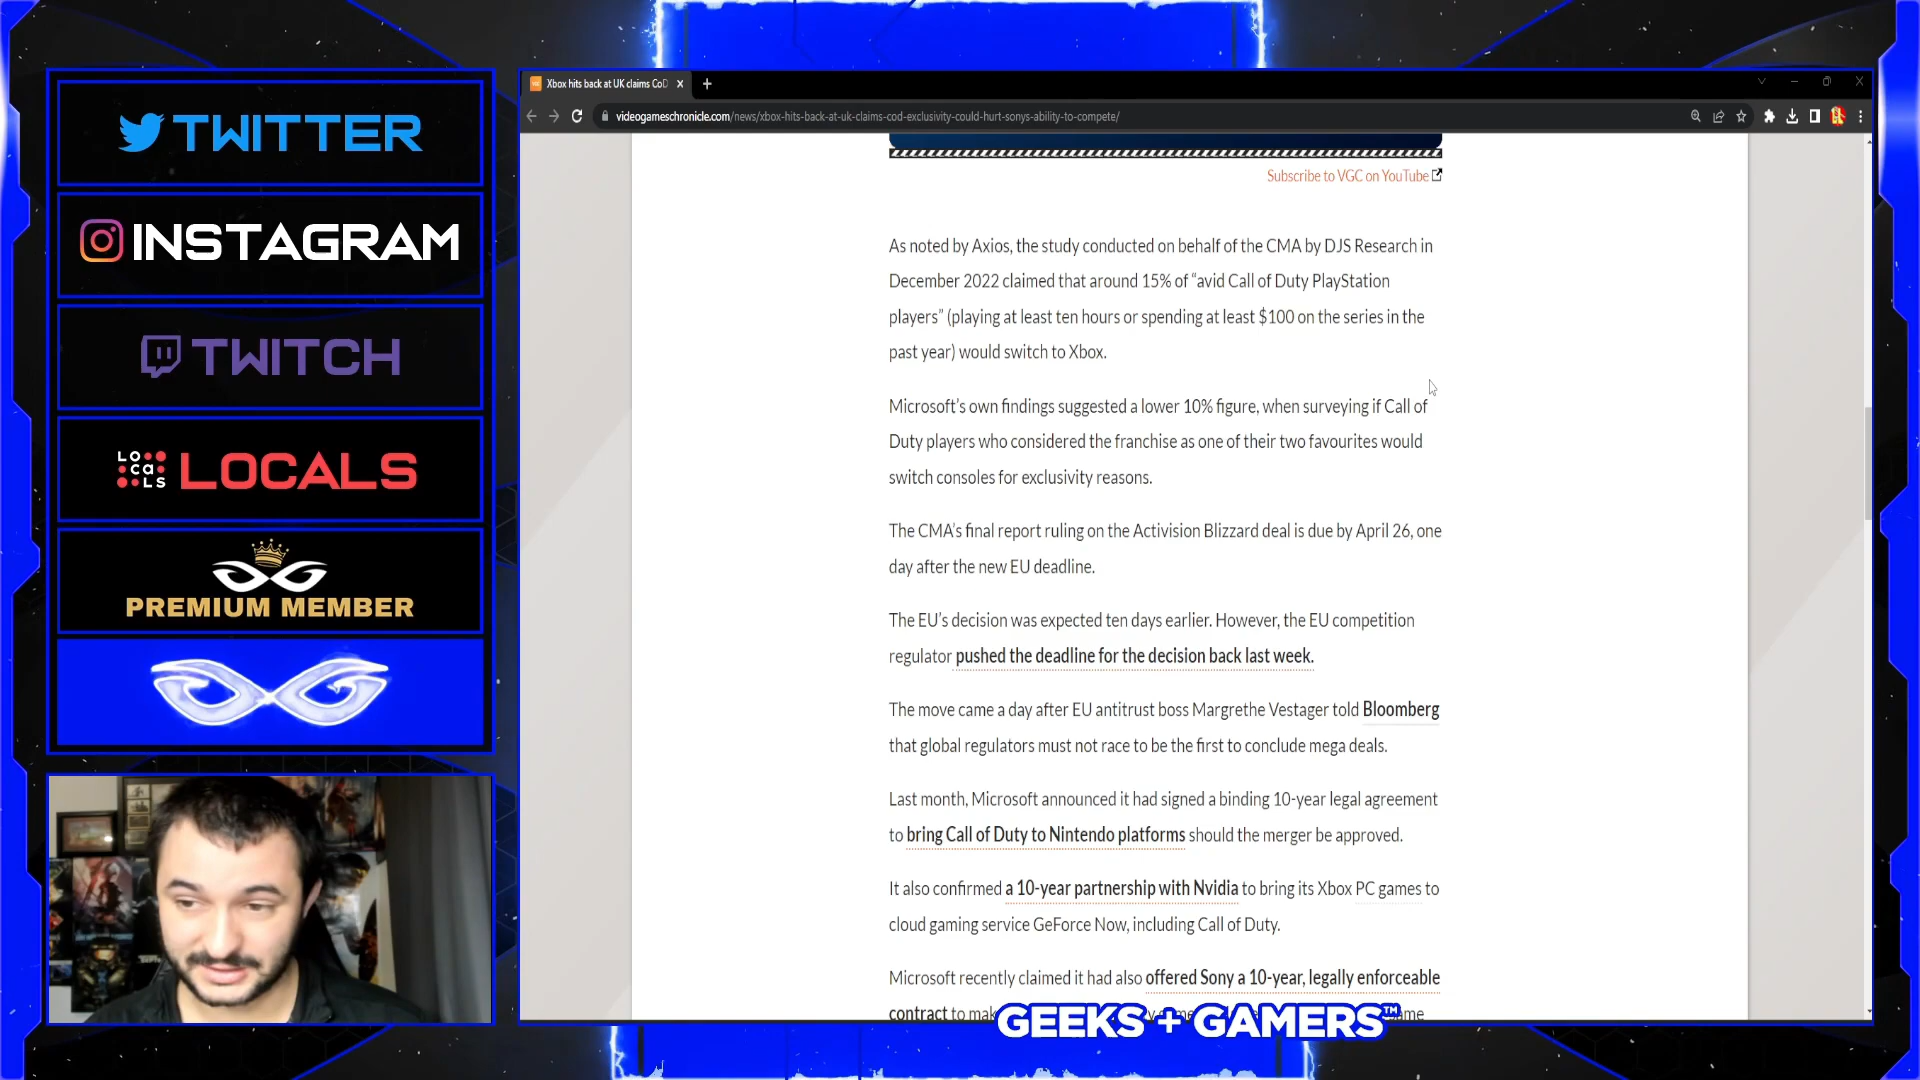 TWITTER
INSTAGRAM
TWITCH
LOCALS
LOCALS
PREMIUM MEMBER
Xbox hits back at UK claims CoD
videogameschronicle.com/news/xbox-hits-back-at-uk-claims-cod-exclusivity-could-hurt-sonys-ability-to-compete/
Subscribe to VGC on YouTube
As noted by Axios, the study conducted on behalf of the CMA by DJS Research in
December 2022 claimed that around 15% of “avid Call of Duty PlayStation
players” (playing at least ten hours or spending at least $100 on the series in the
past year) would switch to Xbox.
Microsoft’s own findings suggested a lower 10% figure, when surveying if Call of
Duty players who considered the franchise as one of their two favourites would
switch consoles for exclusivity reasons.
The CMA’s final report ruling on the Activision Blizzard deal is due by April 26, one
day after the new EU deadline.
The EU’s decision was expected ten days earlier. However, the EU competition
regulator pushed the deadline for the decision back last week.
The move came a day after EU antitrust boss Margrethe Vestager told Bloomberg
that global regulators must not race to be the first to conclude mega deals.
Last month, Microsoft announced it had signed a binding 10-year legal agreement
to bring Call of Duty to Nintendo platforms should the merger be approved.
It also confirmed a 10-year partnership with Nvidia to bring its Xbox PC games to
cloud gaming service GeForce Now, including Call of Duty.
Microsoft recently claimed it had also offered Sony a 10-year, legally enforceable
contract to
GEEKS + GAMERS™